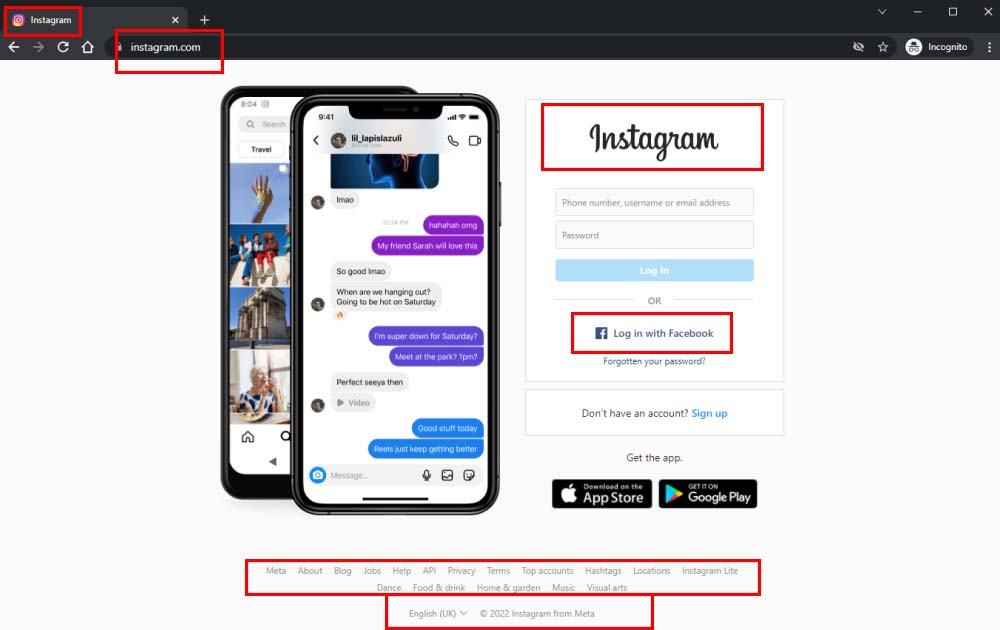 Instagram
instagram.com
Incognito
8:04
Search
Travel
9:41
lil_lapislazuli
Active now
lmao
12:34 PM
hahahah omg
My friend Sarah will love this
So good lmao
When are we hanging out?
Going to be hot on Saturday
I'm super down for Saturday?
Meet at the park? 1pm?
Perfect seeya then
Video
Good stuff today
Reels just keep getting better
Message...
Instagram
Phone number, username or email address
Password
Log In
OR
Log in with Facebook
Forgotten your password?
Don't have an account? Sign up
Get the app.
Download on the
App Store
GET IT ON
Google Play
Meta About Blog Jobs Help API Privacy Terms Top accounts Hashtags Locations Instagram Lite
Dance Food & drink Home & garden Music Visual arts
English (UK) © 2022 Instagram from Meta